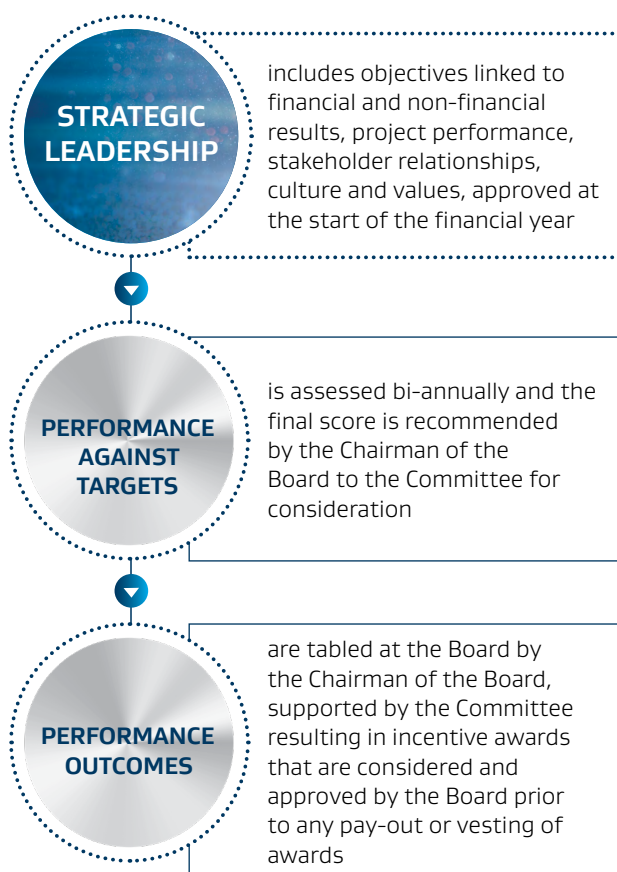 STRATEGIC
LEADERSHIP
includes objectives linked to
financial and non-financial
results, project performance,
stakeholder relationships,
culture and values, approved at
the start of the financial year
PERFORMANCE
AGAINST
TARGETS
is assessed bi-annually and the
final score is recommended
by the Chairman of the
Board to the Committee for
consideration
PERFORMANCE
OUTCOMES
are tabled at the Board by
the Chairman of the Board,
supported by the Committee
resulting in incentive awards
that are considered and
approved by the Board prior
to any pay-out or vesting of
awards